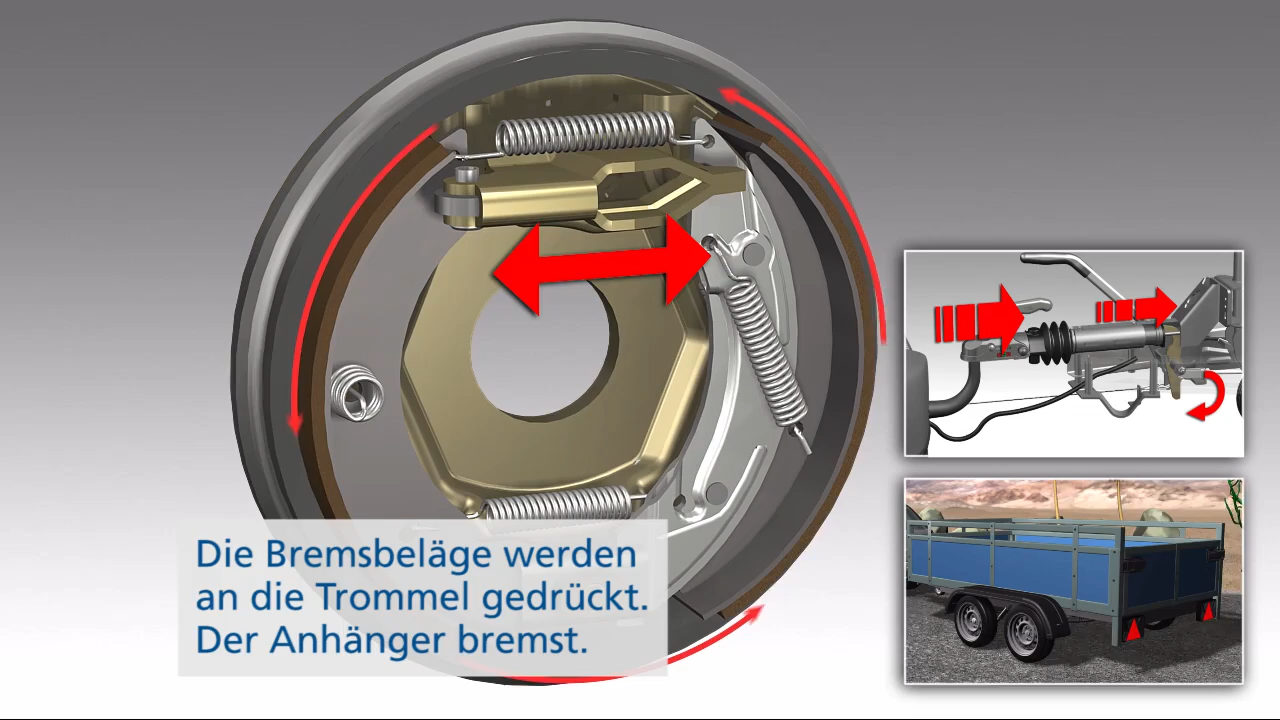 Die Bremsbeläge werden
an die Trommel gedrückt.
Der Anhänger bremst.